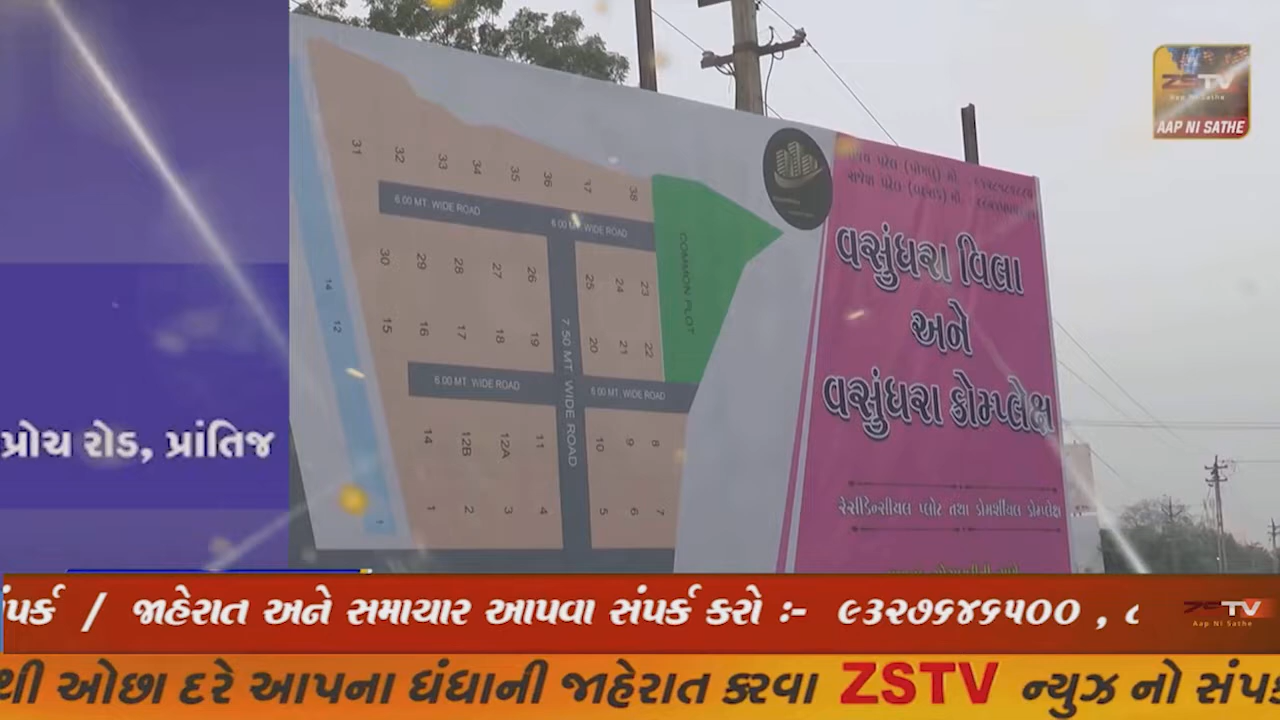 ZSTV
Aap Ni Sathe
AAP NI SATHE
31 32 33 34 35 36 37 38
6.00 MT. WIDE ROAD
6.00 MT. WIDE ROAD
COMMON PLOT
30 29 28 27 26 25 24 23
14
12
15 16 17 18 19 20 21 22
7.50 MT. WIDE ROAD
6.00 MT. WIDE ROAD
6.00 MT. WIDE ROAD
14 12B 12A 11 10 9 8
1 2 3 4 5 6 7
1
વસુંધરા વિલા
અને
વસુંધરા કોમ્પ્લેક્ષ
રેસીડેન્સીયલ પ્લોટ તથા કોમર્શીયલ કોમ્પ્લેક્ષ
પ્રોચ રોડ, પ્રાંતિજ
સંપર્ક / જાહેરાત અને સમાચાર આપવા સંપર્ક કરો :- ૯૩૨૭૬૪૬૫૦૦ ,
ZSTV
Aap Ni Sathe
થી ઓછા દરે આપના ધંધાની જાહેરાત કરવા ZSTV ન્યુઝ નો સંપર્ક